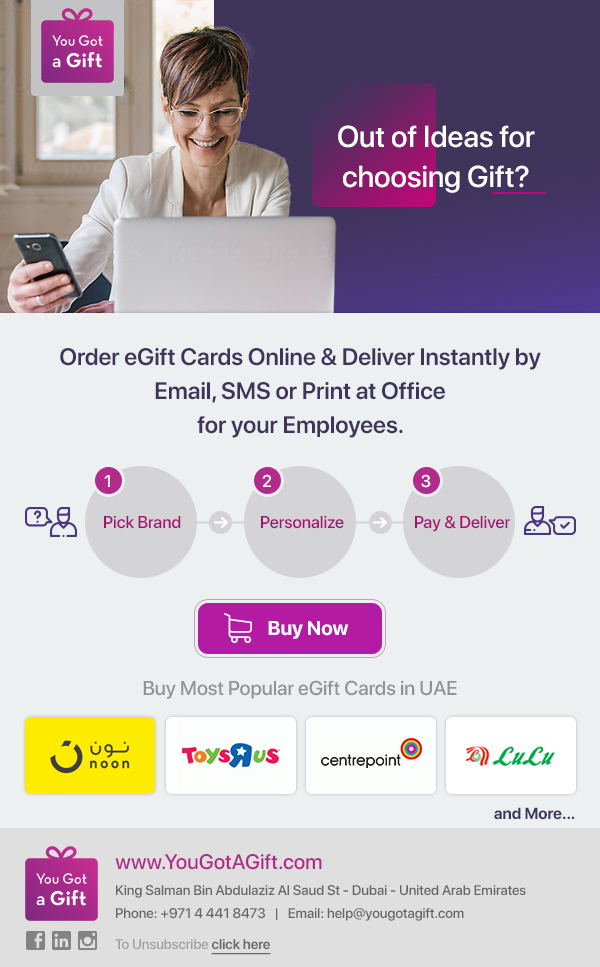 You Got
a Gift
Out of Ideas for
choosing Gift?
Order eGift Cards Online & Deliver Instantly by
Email, SMS or Print at Office
for your Employees.
1
2
3
?
Pick Brand
Personalize
Pay & Deliver
Buy Now
Buy Most Popular eGift Cards in UAE
نون
noon
Toys"R"us
centrepoint
LuLu
and More...
You Got
a Gift
www.YouGotAGift.com
King Salman Bin Abdulaziz Al Saud St - Dubai - United Arab Emirates
Phone: +971 4 441 8473 | Email: help@yougotagift.com
f in
To Unsubscribe click here